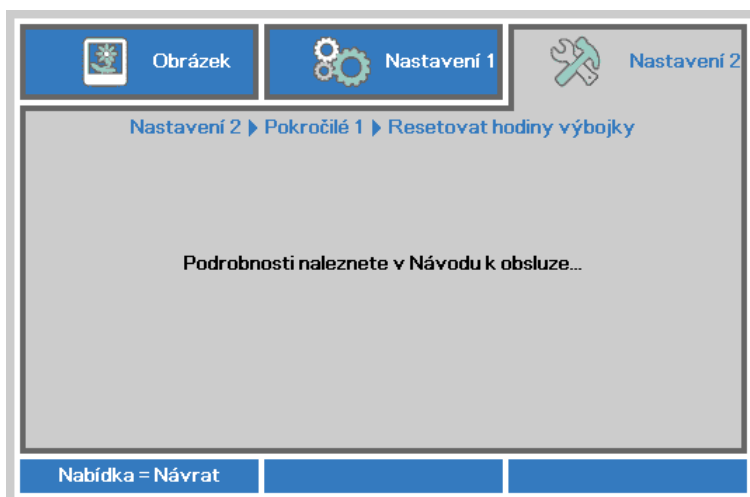 Obrázek
Nastavení 1
Nastavení 2
Nastavení 2 ▶ Pokročilé 1 ▶ Resetovat hodiny výbojky
Podrobnosti naleznete v Návodu k obsluze...
Nabídka = Návrat